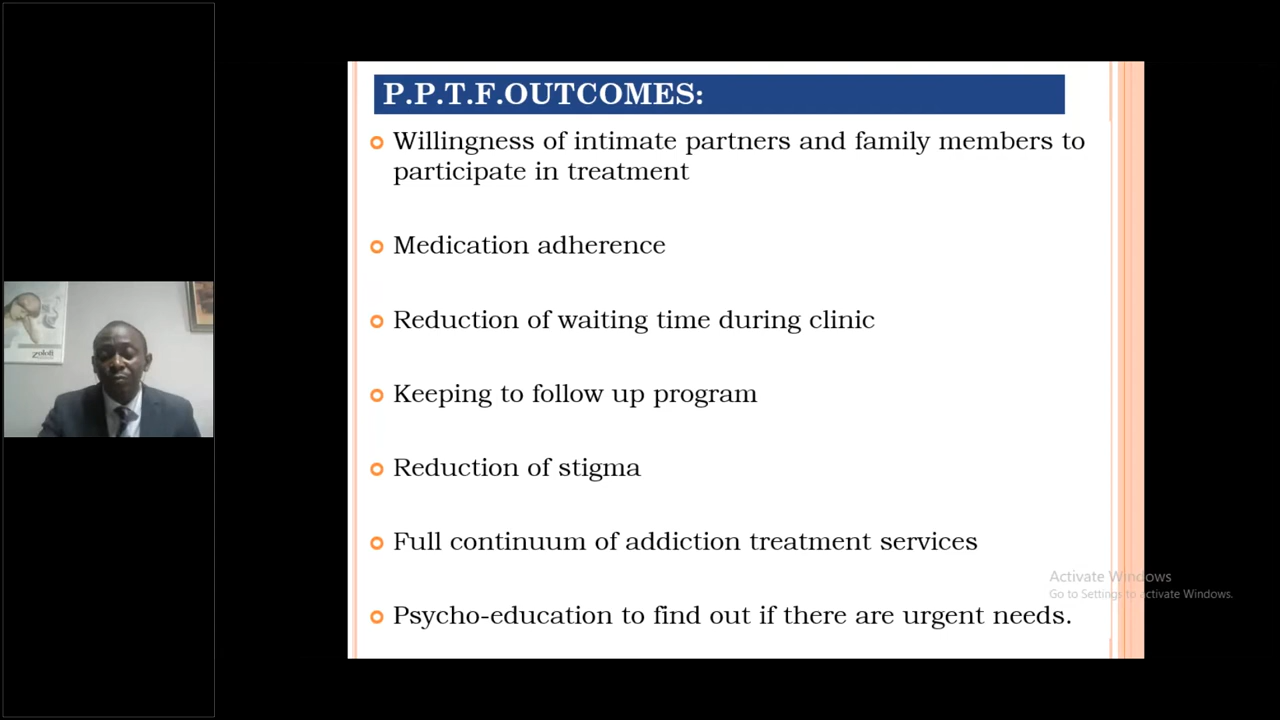 P.P.T.F.OUTCOMES:
Willingness of intimate partners and family members to
participate in treatment
Medication adherence
Reduction of waiting time during clinic
Keeping to follow up program
Reduction of stigma
Full continuum of addiction treatment services
Psycho-education to find out if there are urgent needs.
Activate Windows
Go to Settings to activate Windows.
Zoloft